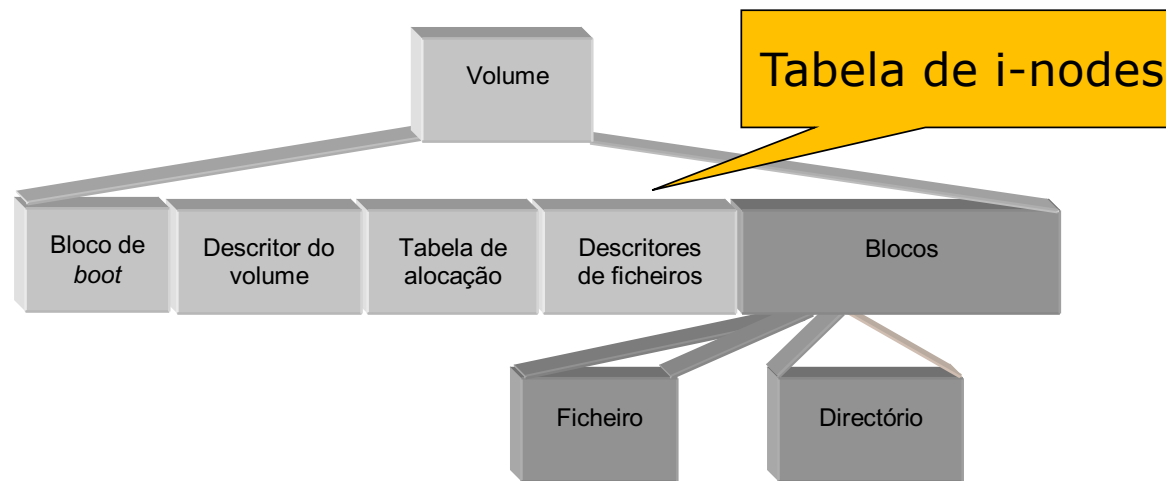 Volume
Tabela de i-nodes
Bloco de
boot
Descritor do
volume
Tabela de
alocação
Descritores
de ficheiros
Blocos
Ficheiro
Directório